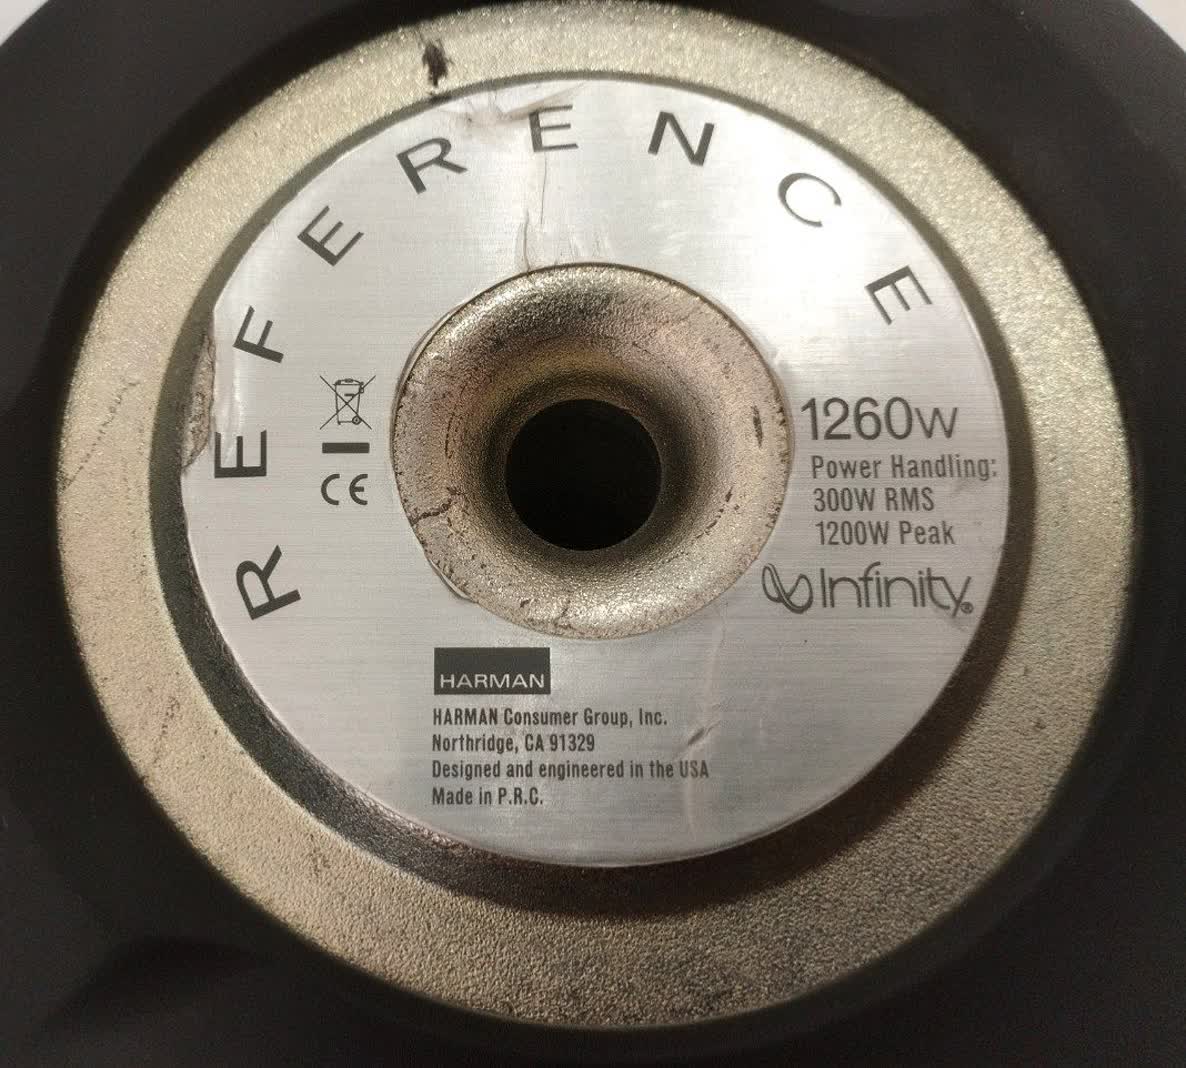 REFERENCE
CE
1260w
Power Handling:
300W RMS
1200W Peak
Infinity®
HARMAN
HARMAN Consumer Group, Inc.
Northridge, CA 91329
Designed and engineered in the USA
Made in P.R.C.